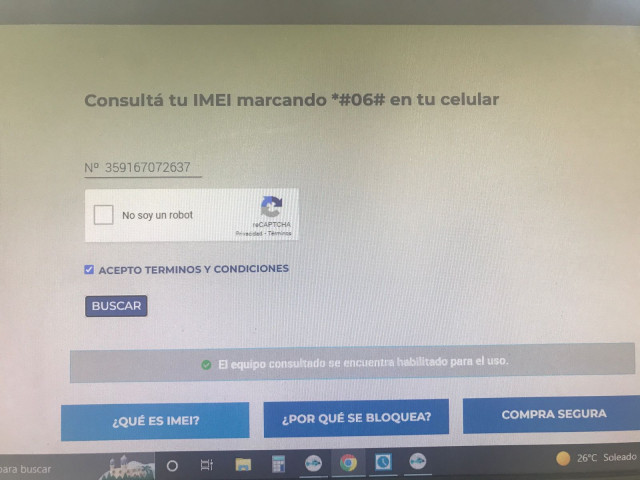 Consultá tu IMEI marcando *#06# en tu celular
Nº 359167072637
No soy un robot
reCAPTCHA
Privacidad - Términos
ACEPTO TERMINOS Y CONDICIONES
BUSCAR
El equipo consultado se encuentra habilitado para el uso.
¿QUÉ ES IMEI?
¿POR QUÉ SE BLOQUEA?
COMPRA SEGURA
para buscar
26°C Soleado